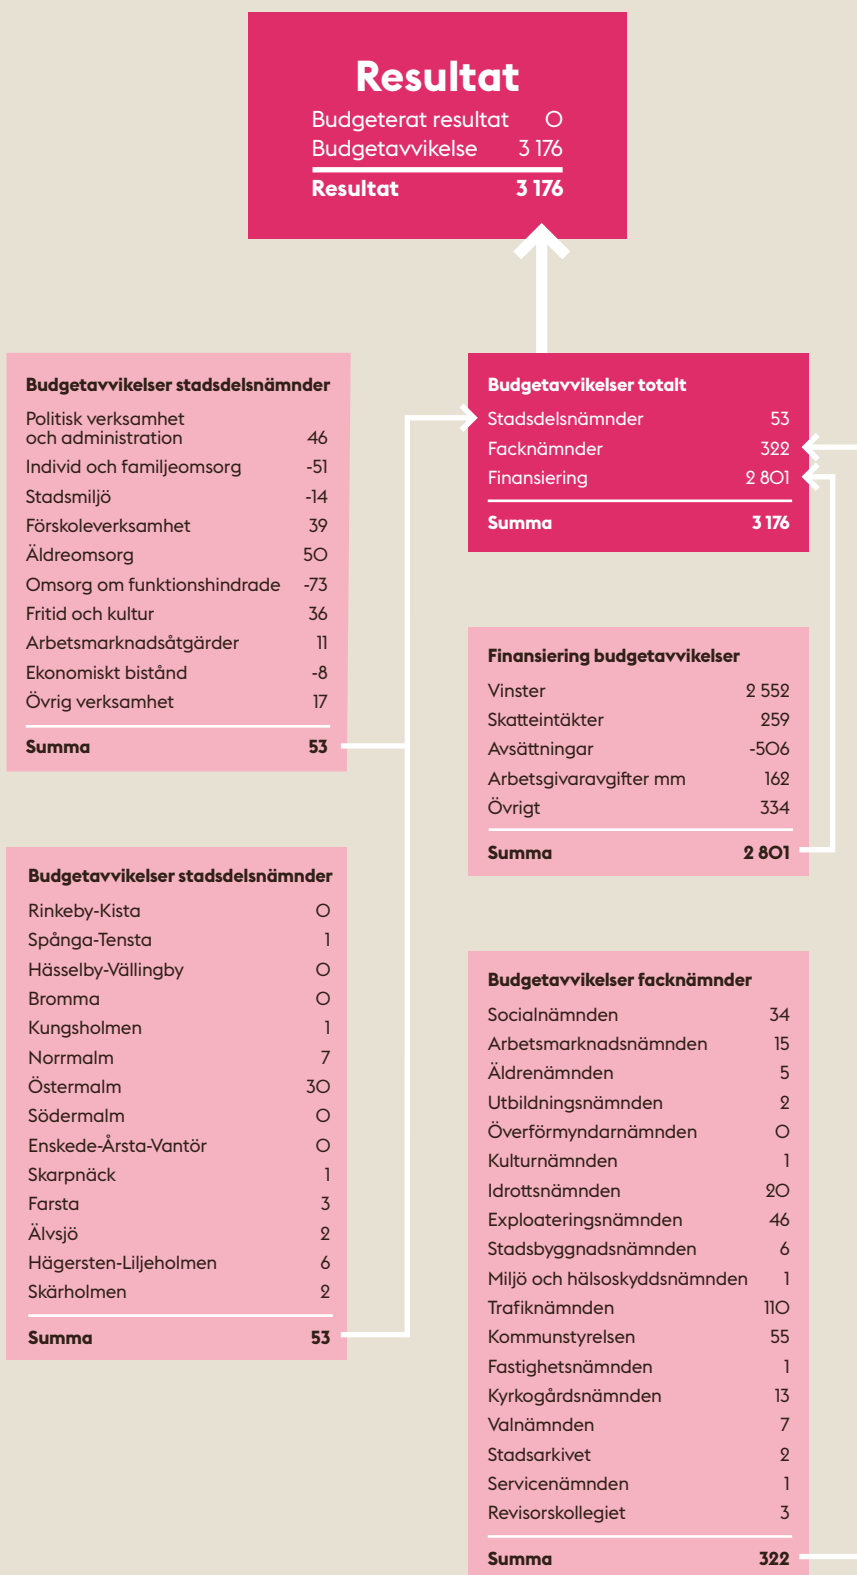 Resultat
Budgeterat resultat 0
Budgetavvikelse 3 176
Resultat 3 176
Budgetavvikelser stadsdelsnämnder
Politisk verksamhet
och administration 46
Individ och familjeomsorg -51
Stadsmiljö -14
Förskoleverksamhet 39
Äldreomsorg 50
Omsorg om funktionshindrade -73
Fritid och kultur 36
Arbetsmarknadsåtgärder 11
Ekonomiskt bistånd -8
Övrig verksamhet 17
Summa 53
Budgetavvikelser stadsdelsnämnder
Rinkeby-Kista 0
Spånga-Tensta 1
Hässelby-Vällingby 0
Bromma 0
Kungsholmen 1
Norrmalm 7
Östermalm 30
Södermalm 0
Enskede-Årsta-Vantör 0
Skarpnäck 1
Farsta 3
Älvsjö 2
Hägersten-Liljeholmen 6
Skärholmen 2
Summa 53
Budgetavvikelser totalt
Stadsdelsnämnder 53
Facknämnder 322
Finansiering 2 801
Summa 3 176
Finansiering budgetavvikelser
Vinster 2 552
Skatteintäkter 259
Avsättningar -506
Arbetsgivaravgifter mm 162
Övrigt 334
Summa 2 801
Budgetavvikelser facknämnder
Socialnämnden 34
Arbetsmarknadsnämnden 15
Äldrenämnden 5
Utbildningsnämnden 2
Överförmyndarnämnden 0
Kulturnämnden 1
Idrottsnämnden 20
Exploateringsnämnden 46
Stadsbyggnadsnämnden 6
Miljö och hälsoskyddsnämnden 1
Trafiknämnden 110
Kommunstyrelsen 55
Fastighetsnämnden 1
Kyrkogårdsnämnden 13
Valnämnden 7
Stadsarkivet 2
Servicenämnden 1
Revisorskollegiet 3
Summa 322